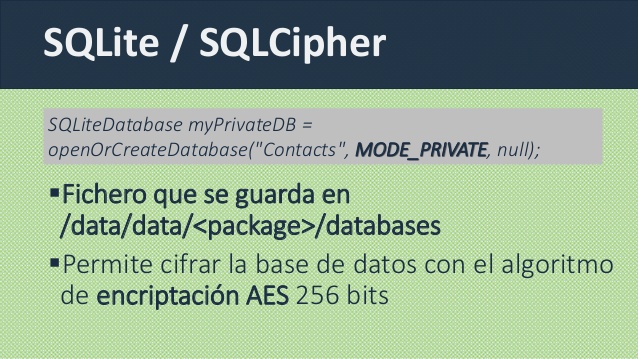 SQLite / SQLCipher
SQLiteDatabase myPrivateDB =
openOrCreateDatabase("Contacts", MODE_PRIVATE, null);
▪Fichero que se guarda en
/data/data/<package>/databases
▪Permite cifrar la base de datos con el algoritmo
de encriptación AES 256 bits